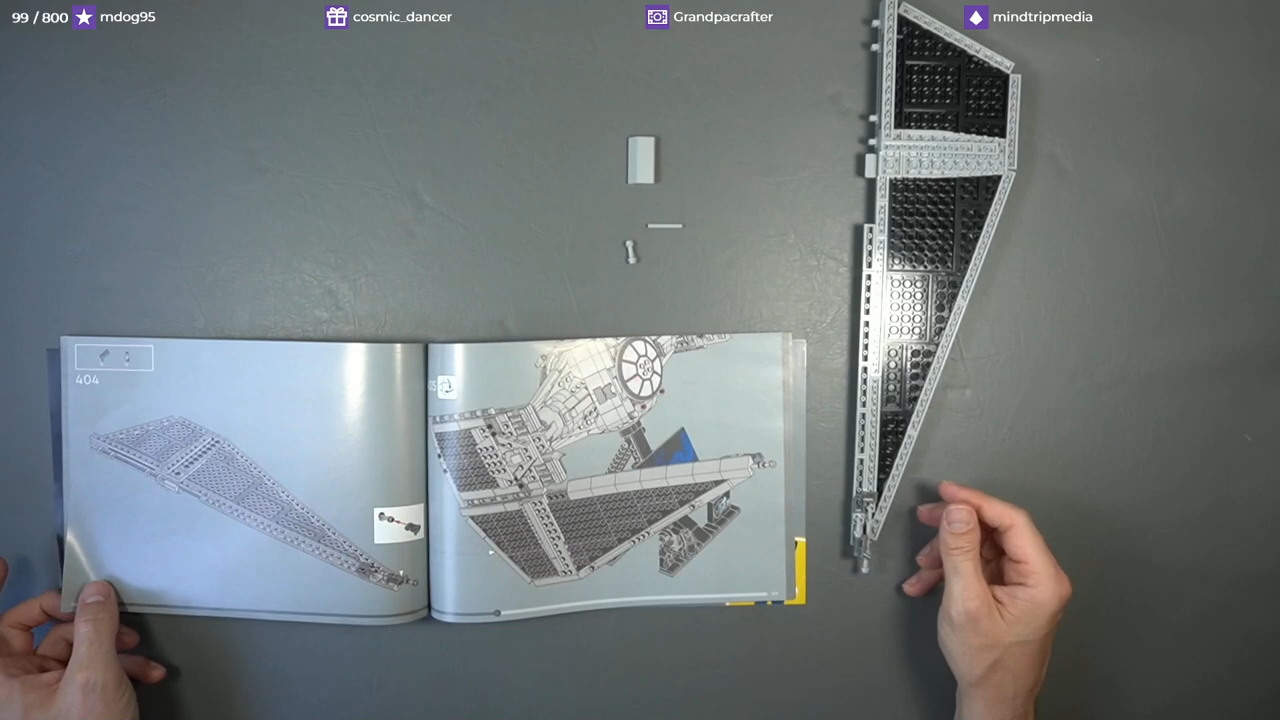 99 / 800 mdog95
cosmic_dancer
Grandpacrafter
mindtripmedia
404